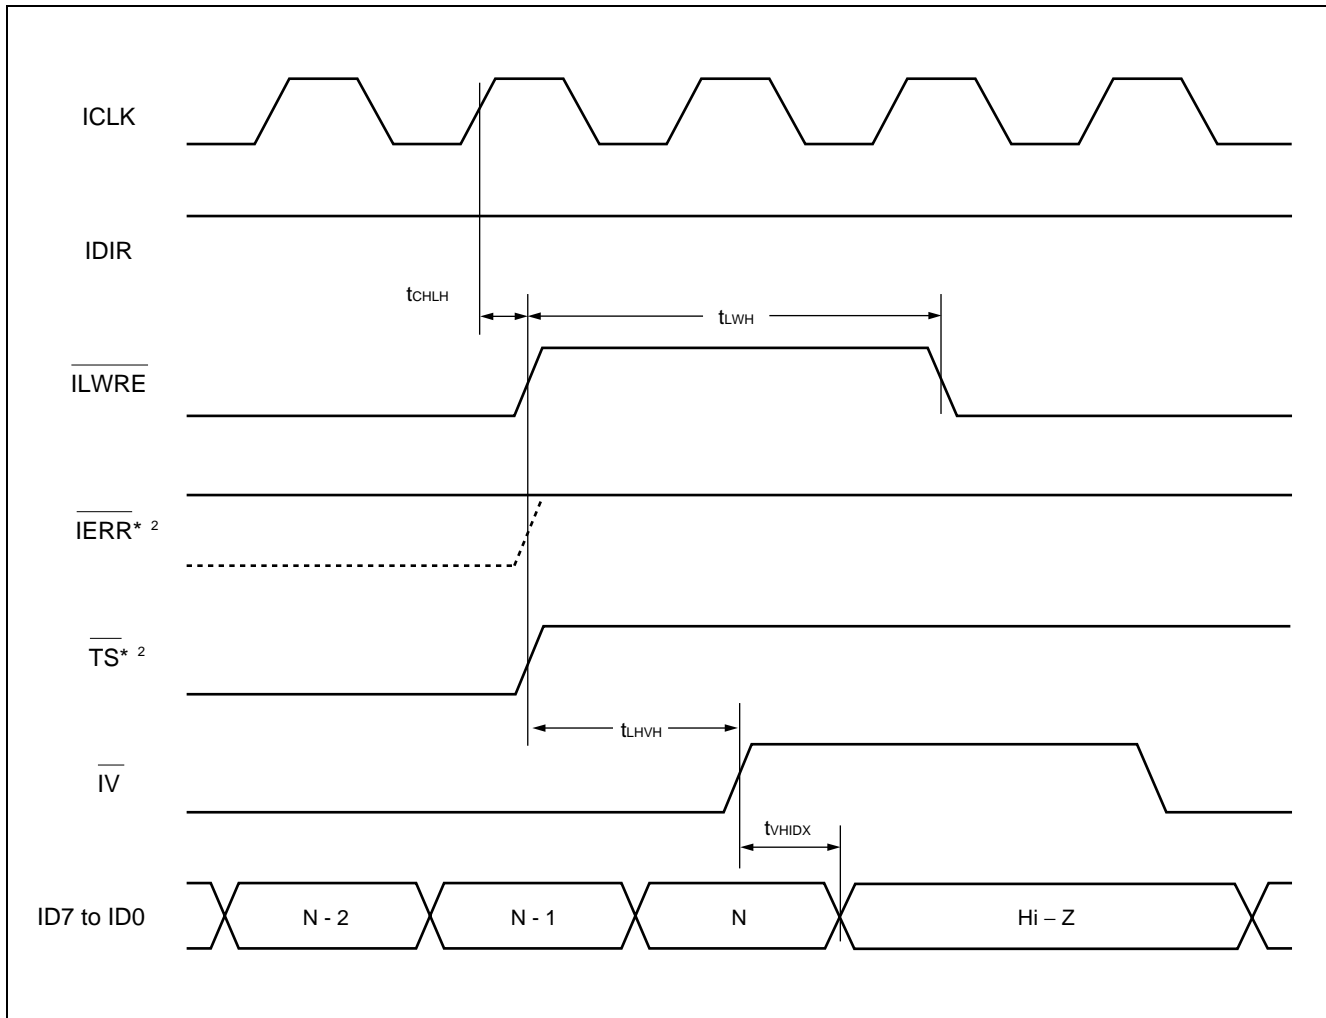 ICLK
IDIR
tCHLH
tLWH
ILWRE
IERR* 2
TS* 2
tLHVH
IV
tVHIDX
ID7 to ID0 N - 2 N - 1 N Hi – Z